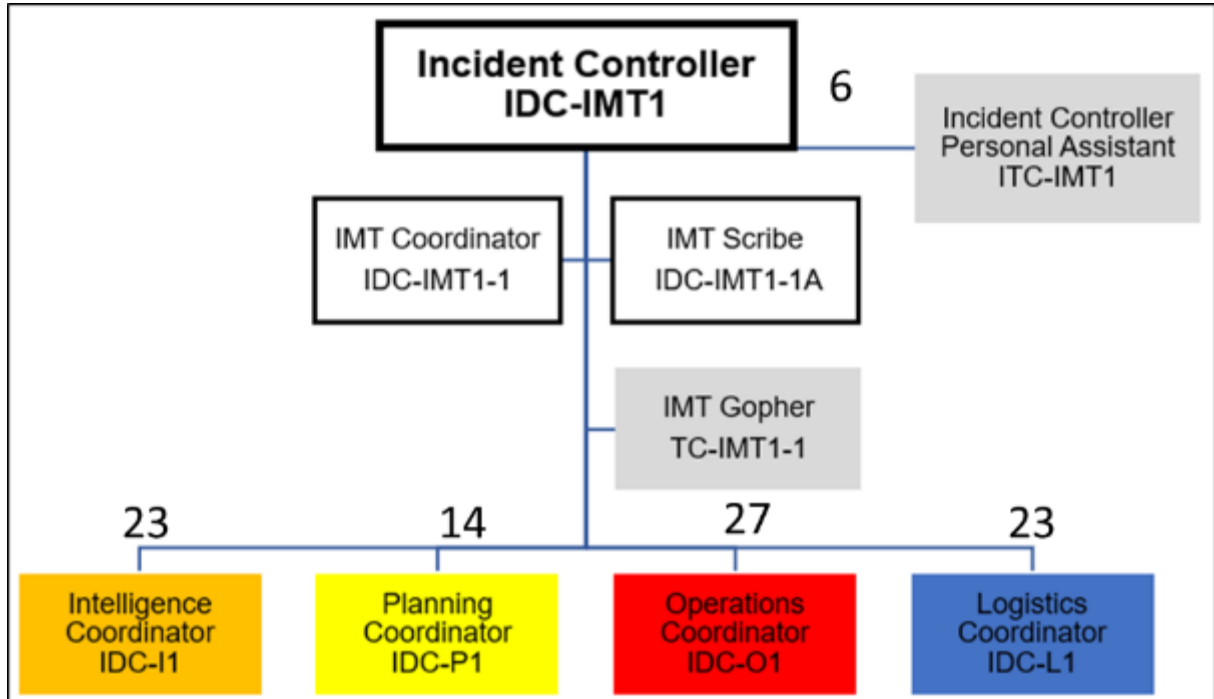 Incident Controller
IDC-IMT1
6
Incident Controller
Personal Assistant
ITC-IMT1
IMT Coordinator
IDC-IMT1-1
IMT Scribe
IDC-IMT1-1A
IMT Gopher
TC-IMT1-1
23
14
27
23
Intelligence
Coordinator
IDC-I1
Planning
Coordinator
IDC-P1
Operations
Coordinator
IDC-O1
Logistics
Coordinator
IDC-L1